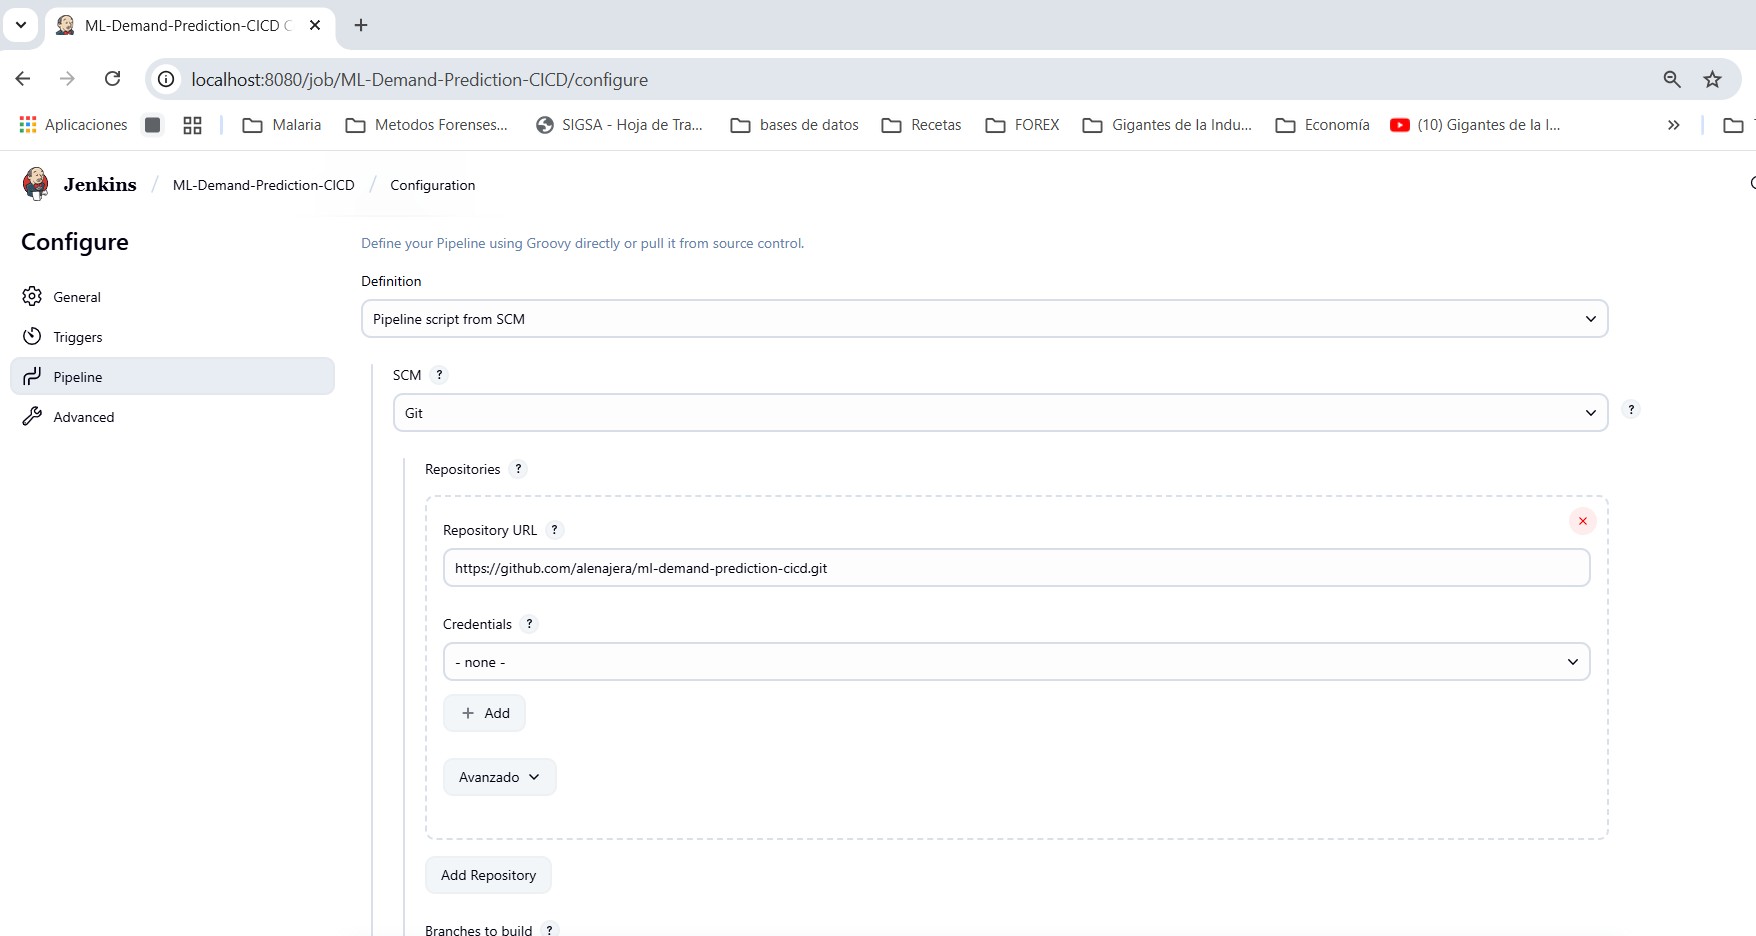 ML-Demand-Prediction-CICD C
localhost:8080/job/ML-Demand-Prediction-CICD/configure
Aplicaciones
Malaria
Metodos Forenses...
SIGSA - Hoja de Tra...
bases de datos
Recetas
FOREX
Gigantes de la Indu...
Economía
(10) Gigantes de la I...
Jenkins / ML-Demand-Prediction-CICD / Configuration
Configure
General
Triggers
Pipeline
Advanced
Define your Pipeline using Groovy directly or pull it from source control.
Definition
Pipeline script from SCM
SCM ?
Git
?
Repositories ?
Repository URL ?
https://github.com/alenajera/ml-demand-prediction-cicd.git
Credentials ?
- none -
+ Add
Avanzado
Add Repository
Branches to build ?